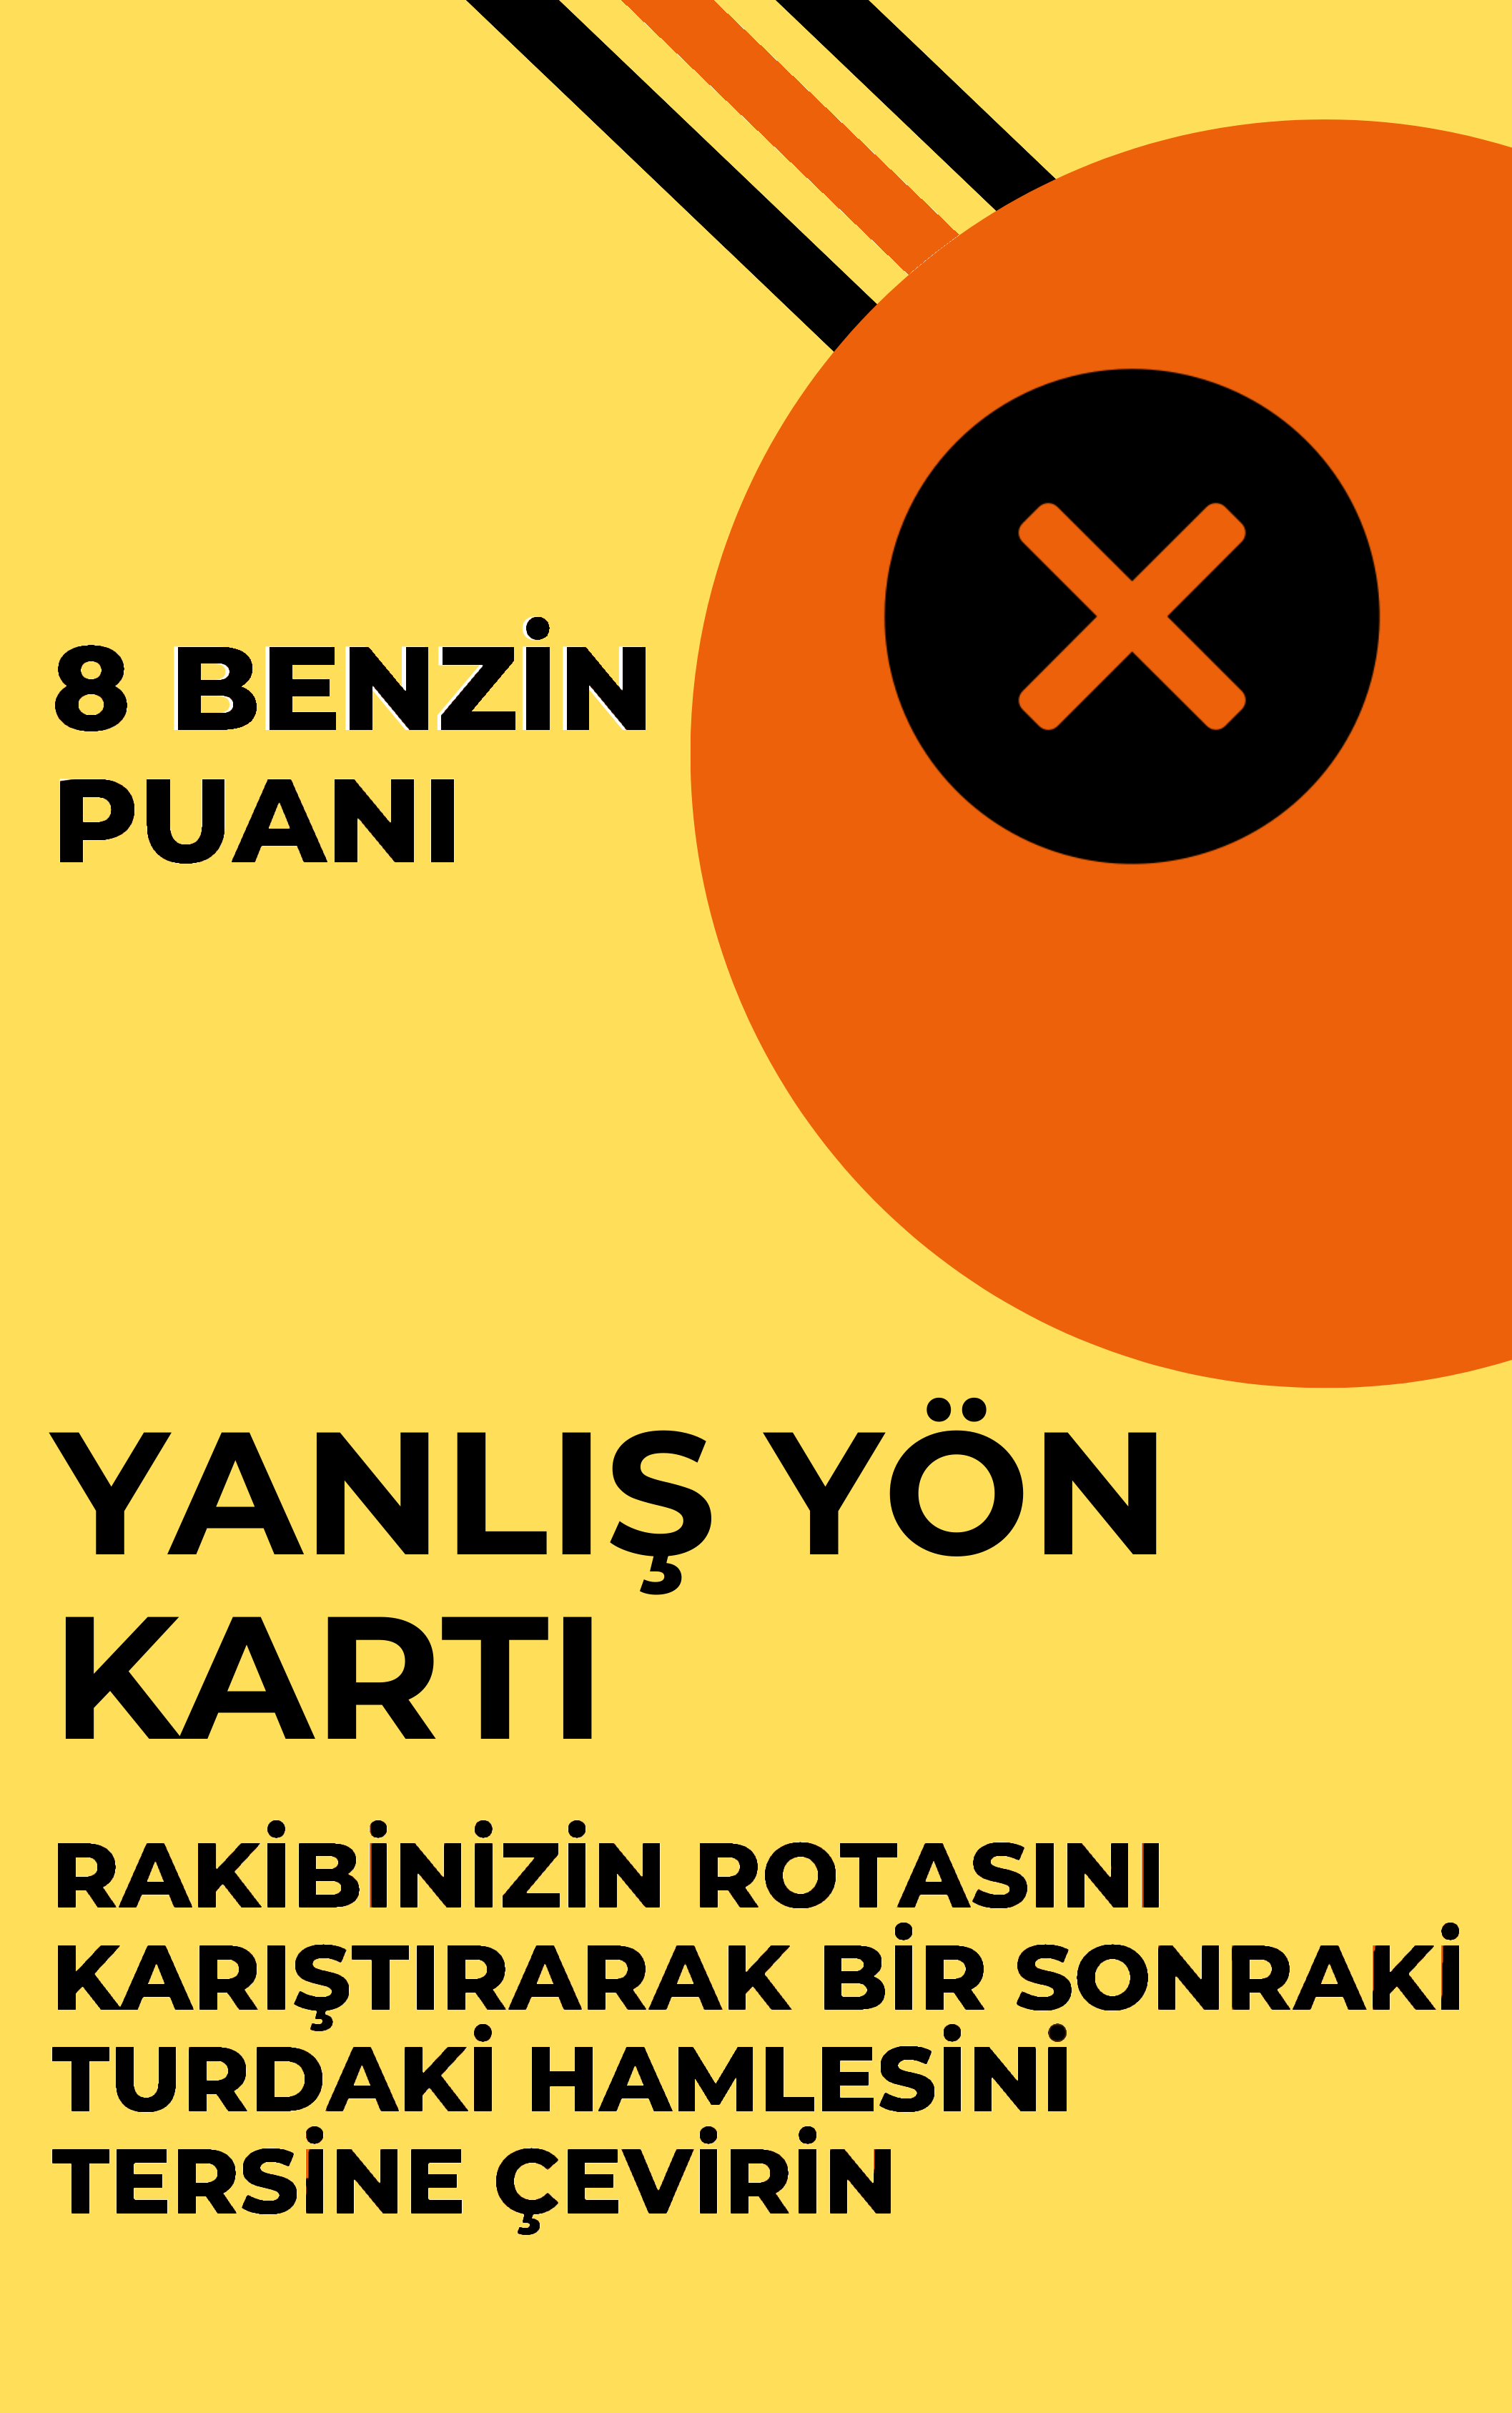 8 BENZİN
PUANI
YANLIŞ YÖN
KARTI
RAKİBİNİZİN ROTASINI
KARIŞTIRARAK BİR SONRAKİ
TURDAKİ HAMLESİNİ
TERSİNE ÇEVİRİN